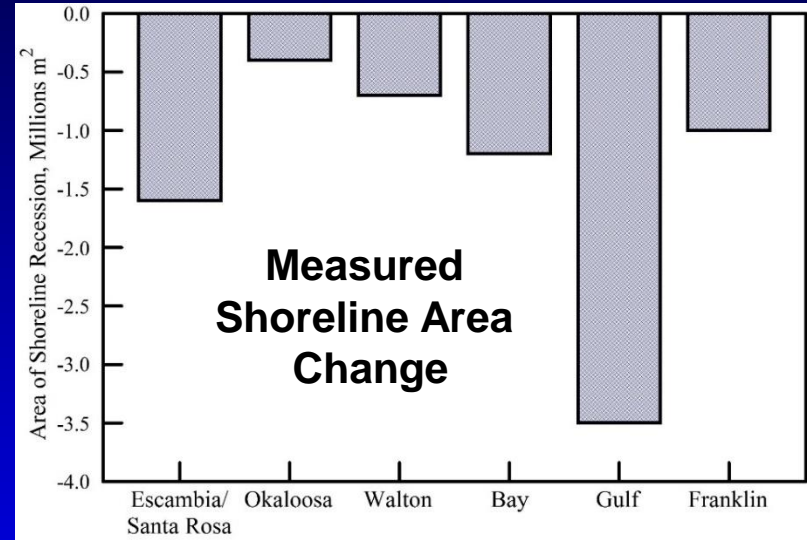 Area of Shoreline Recession, Millions m²
0.0
-0.5
-1.0
-1.5
-2.0
-2.5
-3.0
-3.5
-4.0
Measured
Shoreline Area
Change
Escambia/ Okaloosa Walton Bay Gulf Franklin
Santa Rosa